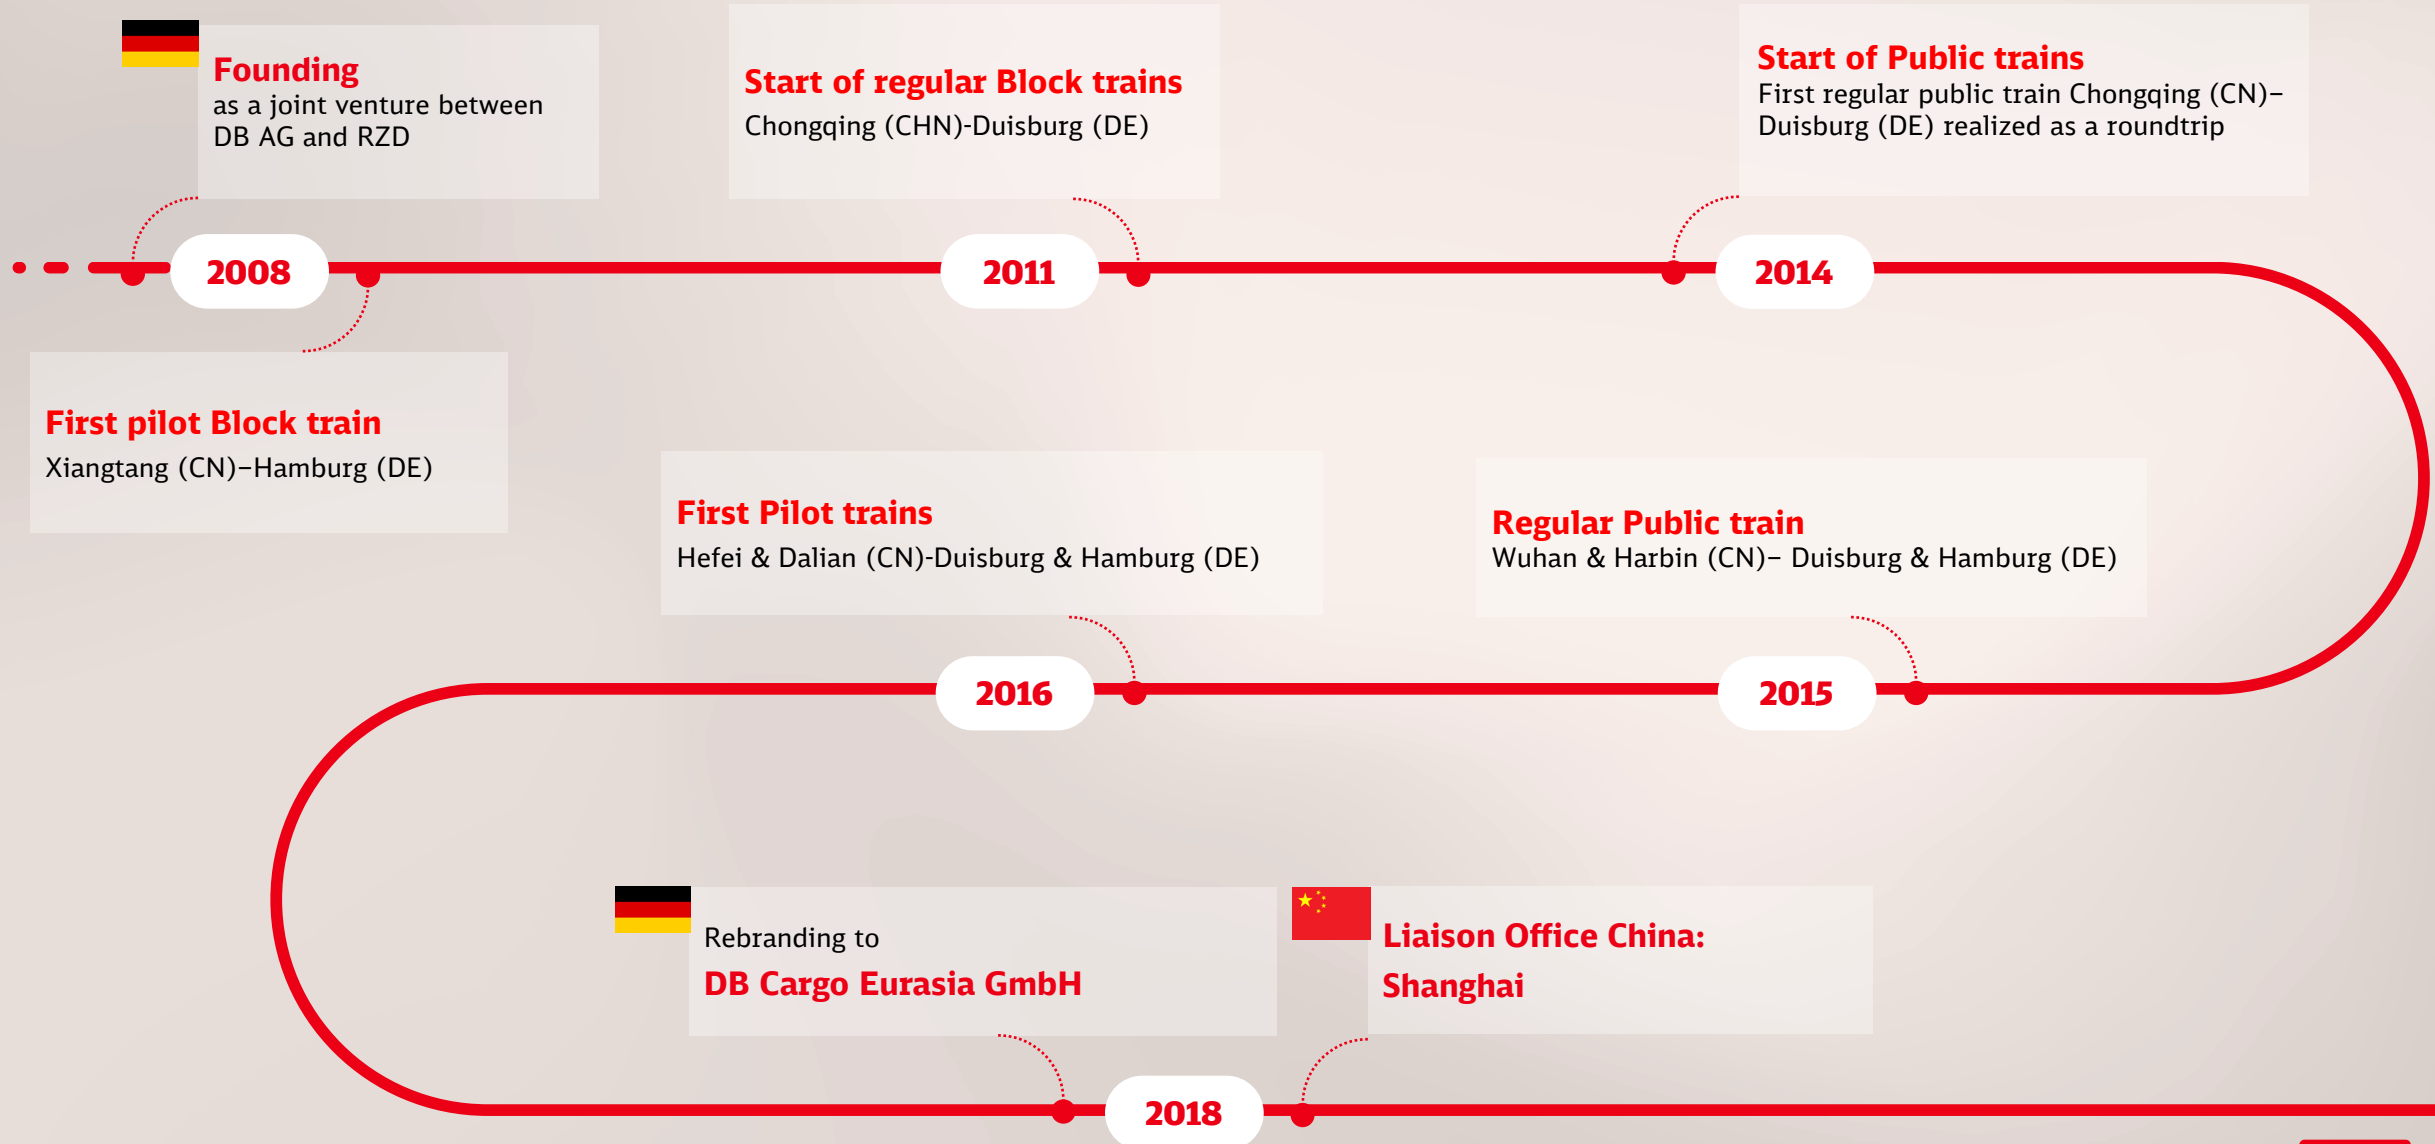 Founding
as a joint venture between
DB AG and RZD
Start of regular Block trains
Chongqing (CHN)-Duisburg (DE)
Start of Public trains
First regular public train Chongqing (CN)–
Duisburg (DE) realized as a roundtrip
2008
2011
2014
First pilot Block train
Xiangtang (CN)–Hamburg (DE)
Regular Public train
Wuhan & Harbin (CN)– Duisburg & Hamburg (DE)
2015
First Pilot trains
Hefei & Dalian (CN)-Duisburg & Hamburg (DE)
2016
Rebranding to
DB Cargo Eurasia GmbH
Liaison Office China:
Shanghai
2018